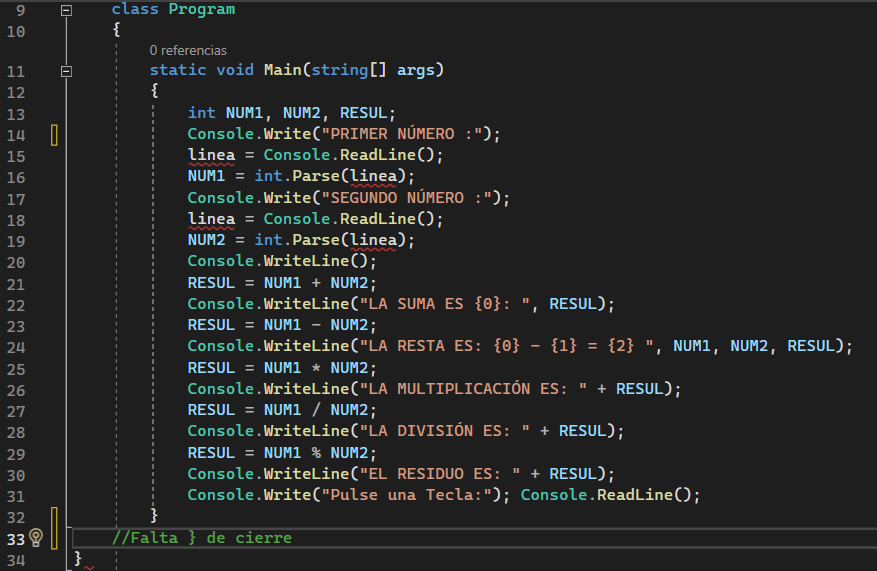 9 class Program
10 {
0 referencias
11 static void Main(string[] args)
12 {
13 int NUM1, NUM2, RESUL;
14 Console.Write("PRIMER NÚMERO :");
15 linea = Console.ReadLine();
16 NUM1 = int.Parse(linea);
17 Console.Write("SEGUNDO NÚMERO :");
18 linea = Console.ReadLine();
19 NUM2 = int.Parse(linea);
20 Console.WriteLine();
21 RESUL = NUM1 + NUM2;
22 Console.WriteLine("LA SUMA ES {0}: ", RESUL);
23 RESUL = NUM1 - NUM2;
24 Console.WriteLine("LA RESTA ES: {0} - {1} = {2} ", NUM1, NUM2, RESUL);
25 RESUL = NUM1 * NUM2;
26 Console.WriteLine("LA MULTIPLICACIÓN ES: " + RESUL);
27 RESUL = NUM1 / NUM2;
28 Console.WriteLine("LA DIVISIÓN ES: " + RESUL);
29 RESUL = NUM1 % NUM2;
30 Console.WriteLine("EL RESIDUO ES: " + RESUL);
31 Console.Write("Pulse una Tecla:"); Console.ReadLine();
32 }
33 //Falta } de cierre
34 }